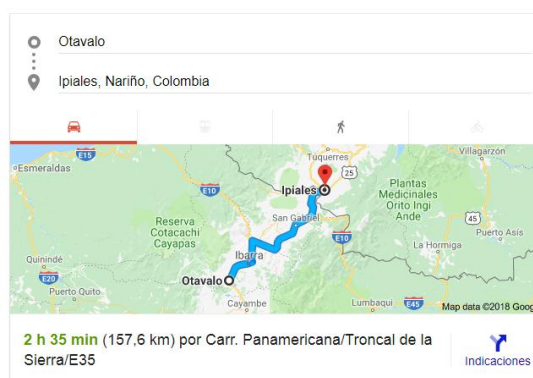 Otavalo
Ipiales, Nariño, Colombia
E15
Esmeraldas
Túquerres
Villagarzón
25
E10
Ipiales
Plantas
Medicinales
Orito Ingi
Ande
San Gabriel
Reserva
Cotacachi
Cayapas
45
Puerto Asís
E10
La Hormiga
Quinindé
Ibarra
E20
Otavalo
Puerto Quito
Cayambe
Lumbaqui
E45
Map data ©2018 Goog
2 h 35 min (157,6 km) por Carr. Panamericana/Troncal de la
Sierra/E35
Indicaciones